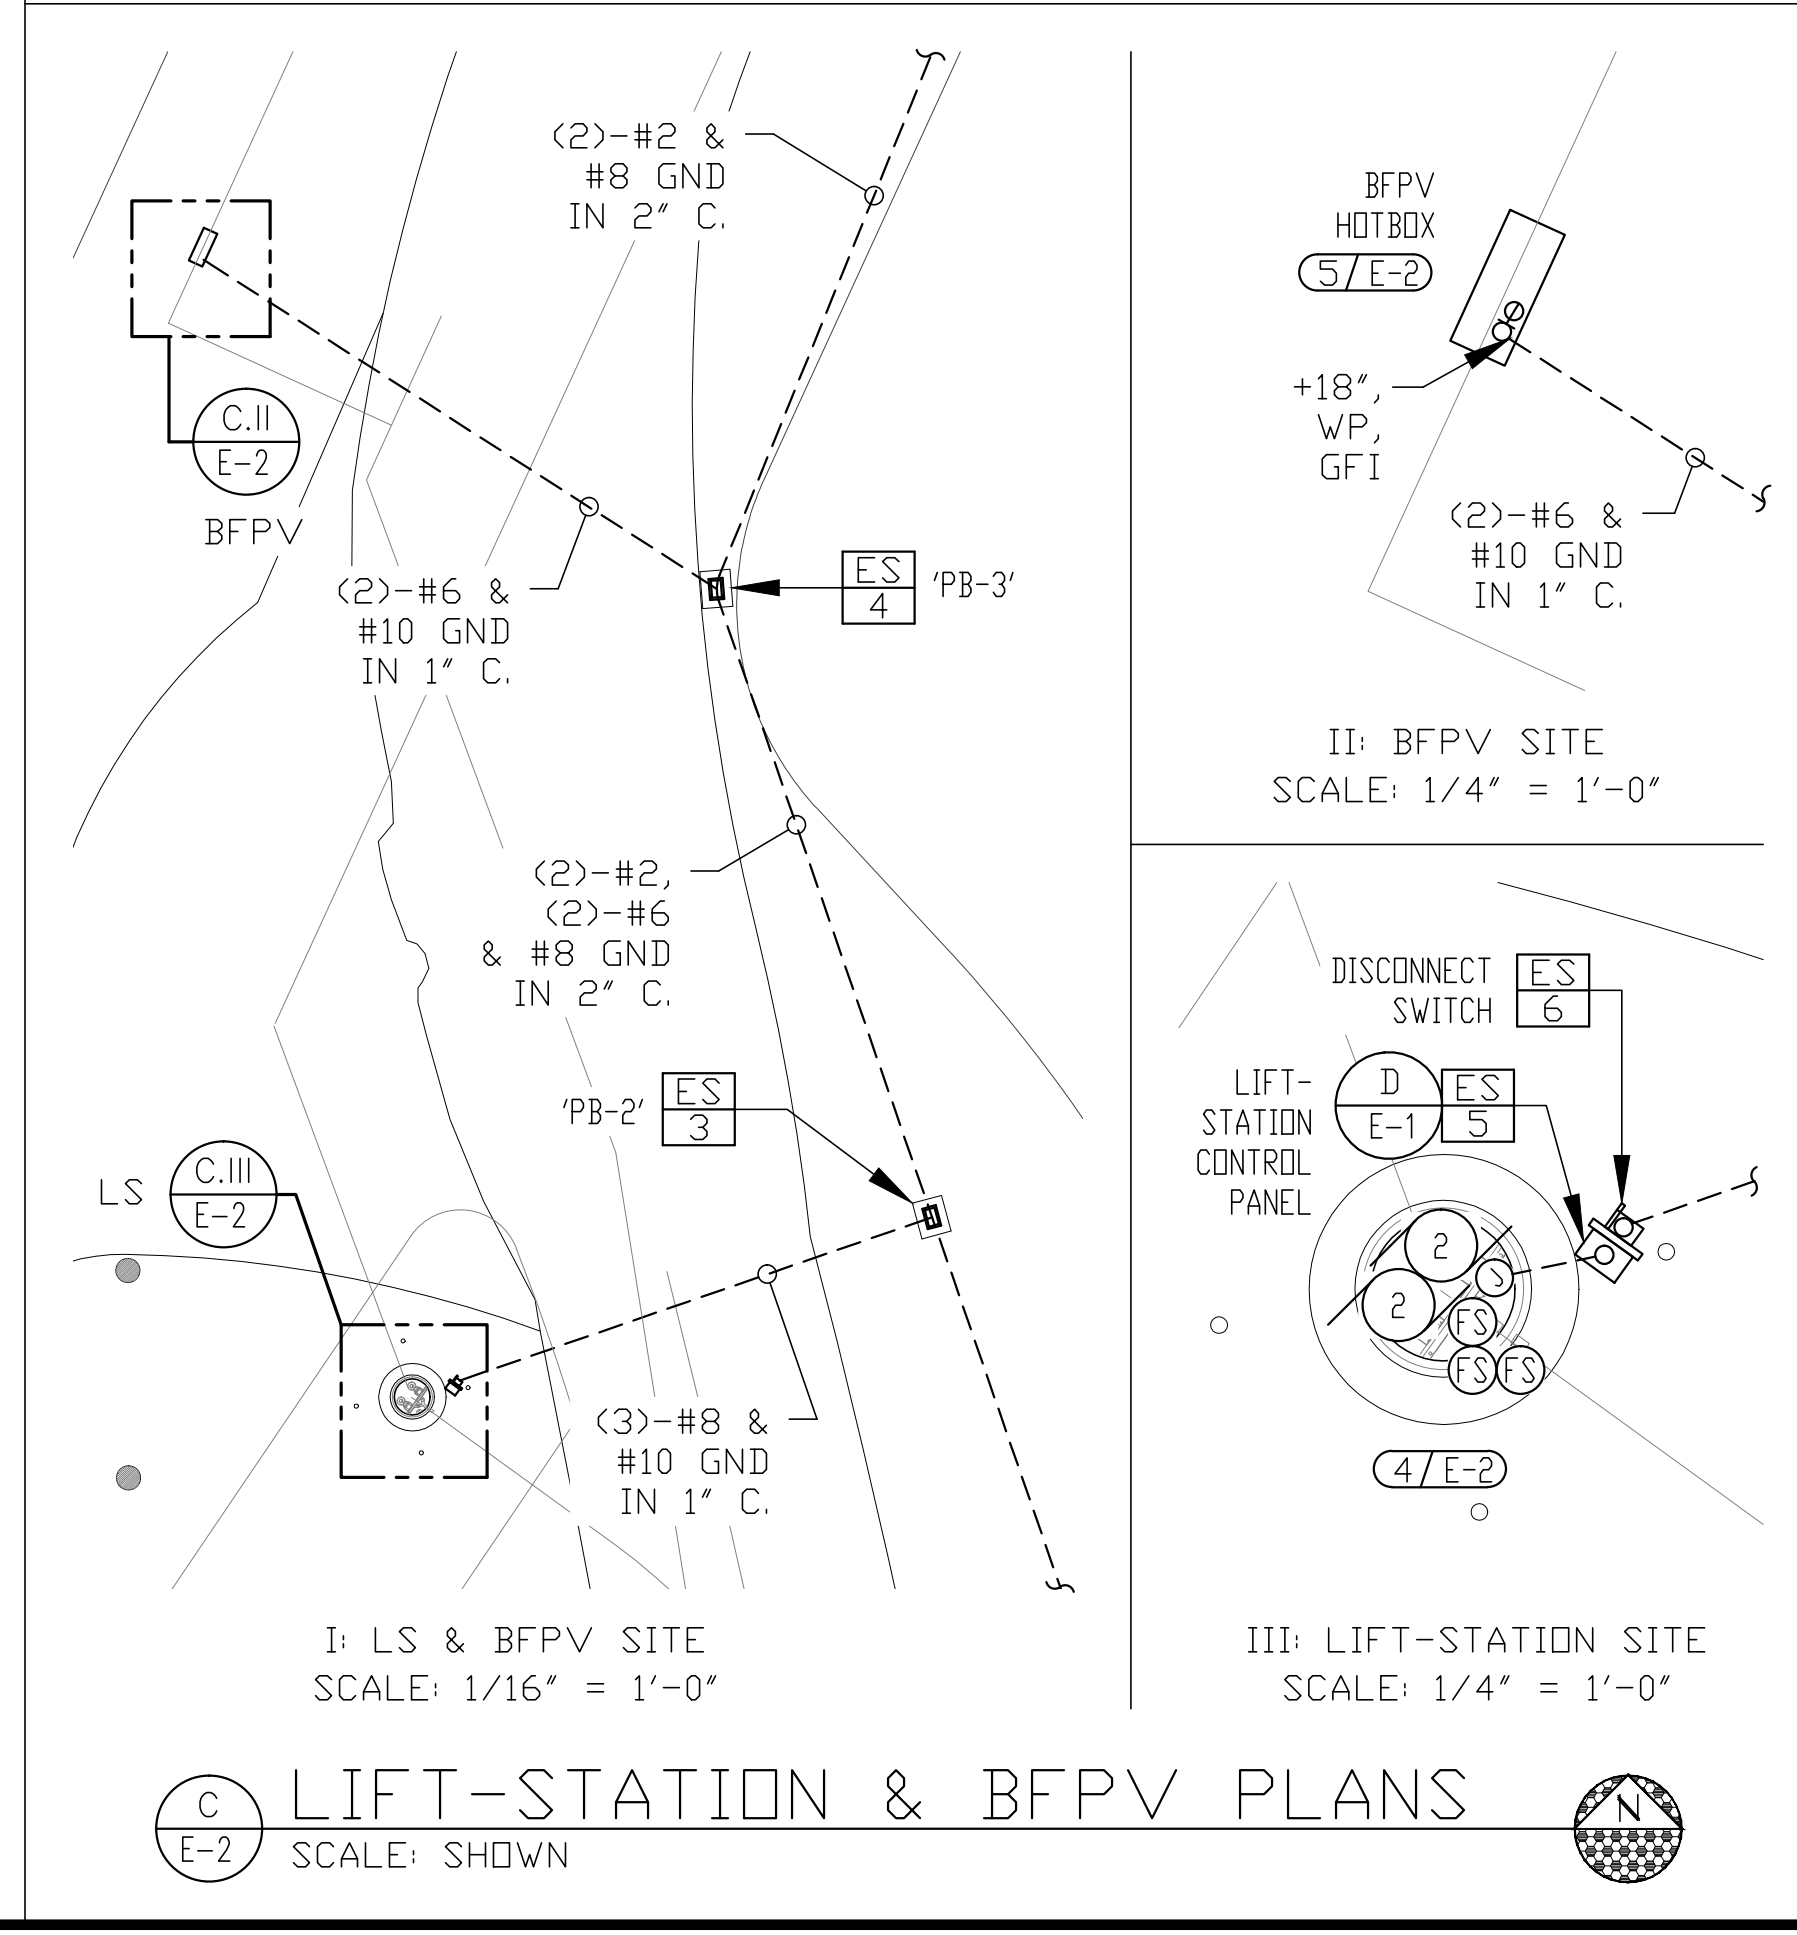 (2)-#2 &
#8 GND
IN 2" C.
C.II
E-2
BFPV
(2)-#6 &
#10 GND
IN 1" C.
ES
4
'PB-3'
(2)-#2,
(2)-#6
& #8 GND
IN 2" C.
'PB-2'
ES
3
LS
C.III
E-2
(3)-#8 &
#10 GND
IN 1" C.
I: LS & BFPV SITE
SCALE: 1/16" = 1'-0"
BFPV
HOTBOX
5/E-2
+18",
WP,
GFI
(2)-#6 &
#10 GND
IN 1" C.
II: BFPV SITE
SCALE: 1/4" = 1'-0"
DISCONNECT
SWITCH
ES
6
LIFT-
STATION
CONTROL
PANEL
D
E-1
ES
5
2
2
J
FS
FS
FS
4/E-2
III: LIFT-STATION SITE
SCALE: 1/4" = 1'-0"
C
E-2
LIFT-STATION & BFPV PLANS
SCALE: SHOWN
N